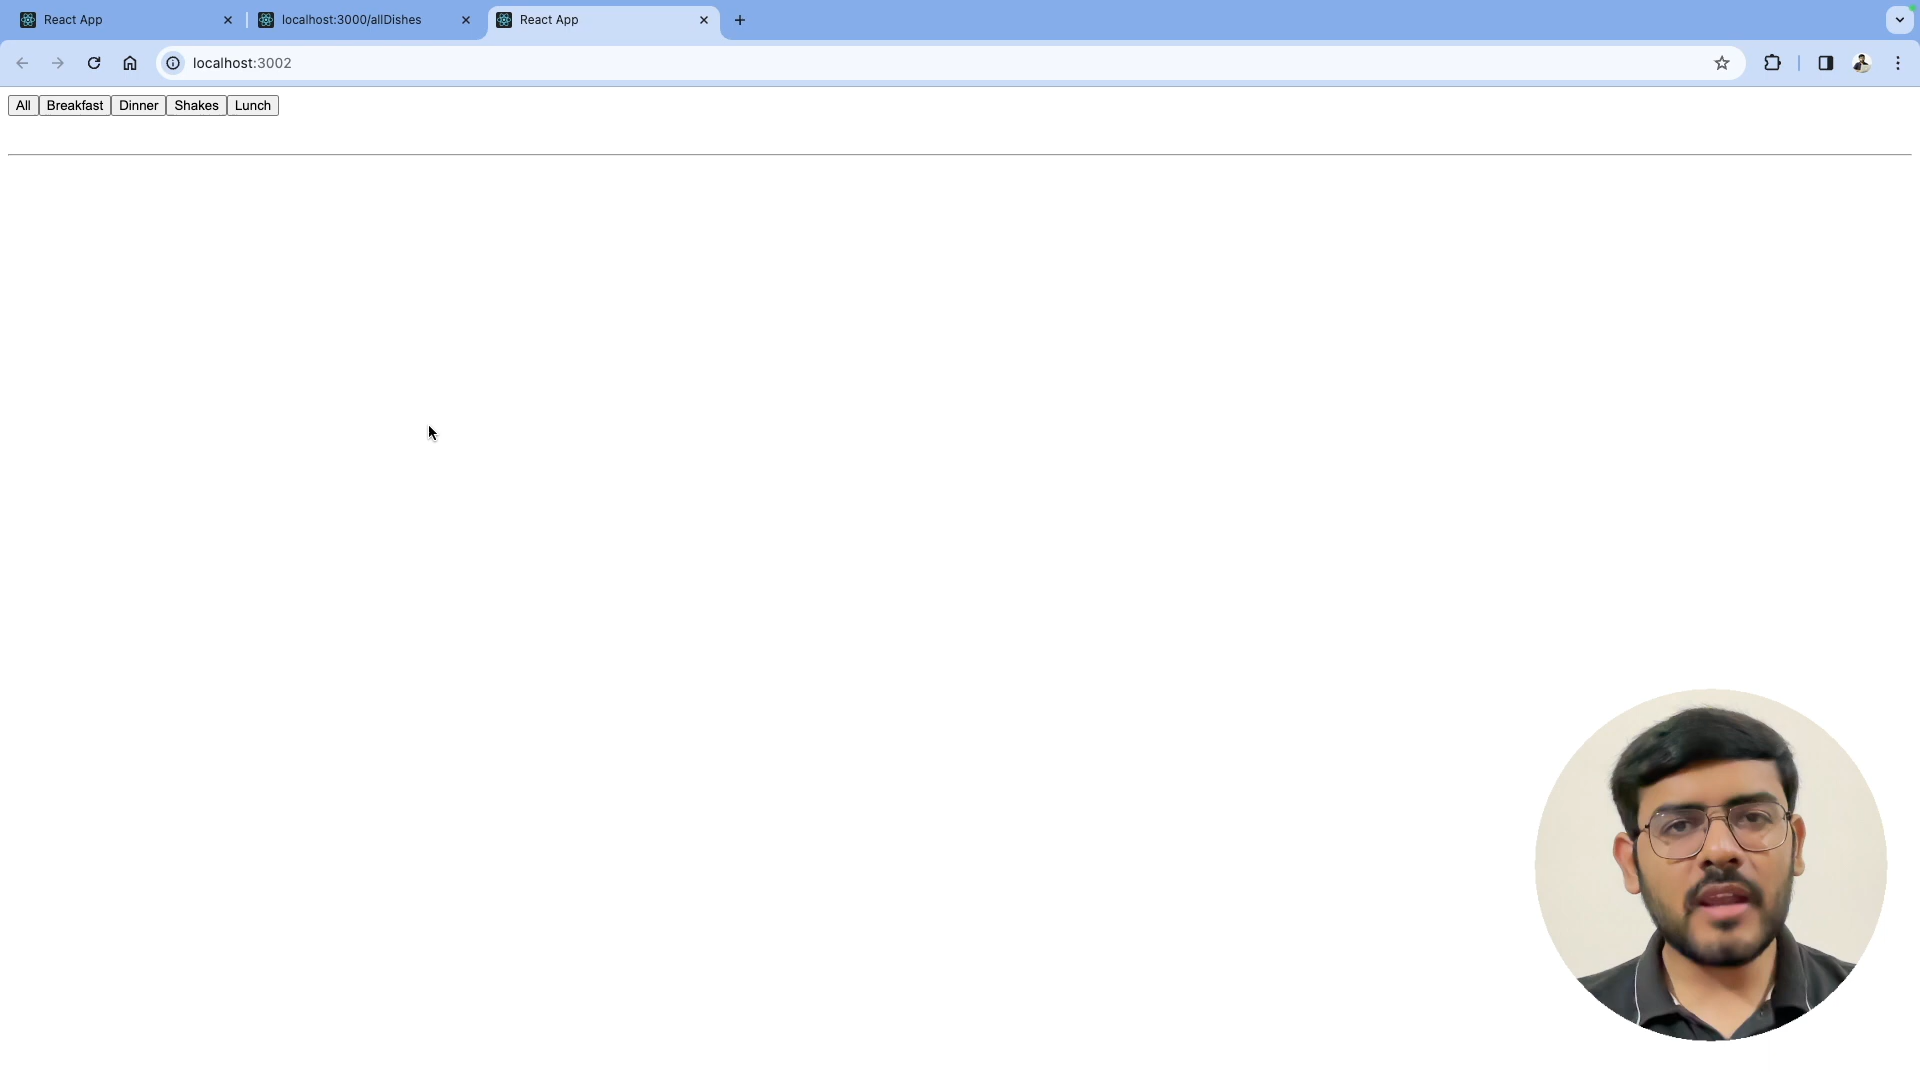 React App
localhost:3000/allDishes
React App
localhost:3002
All Breakfast Dinner Shakes Lunch